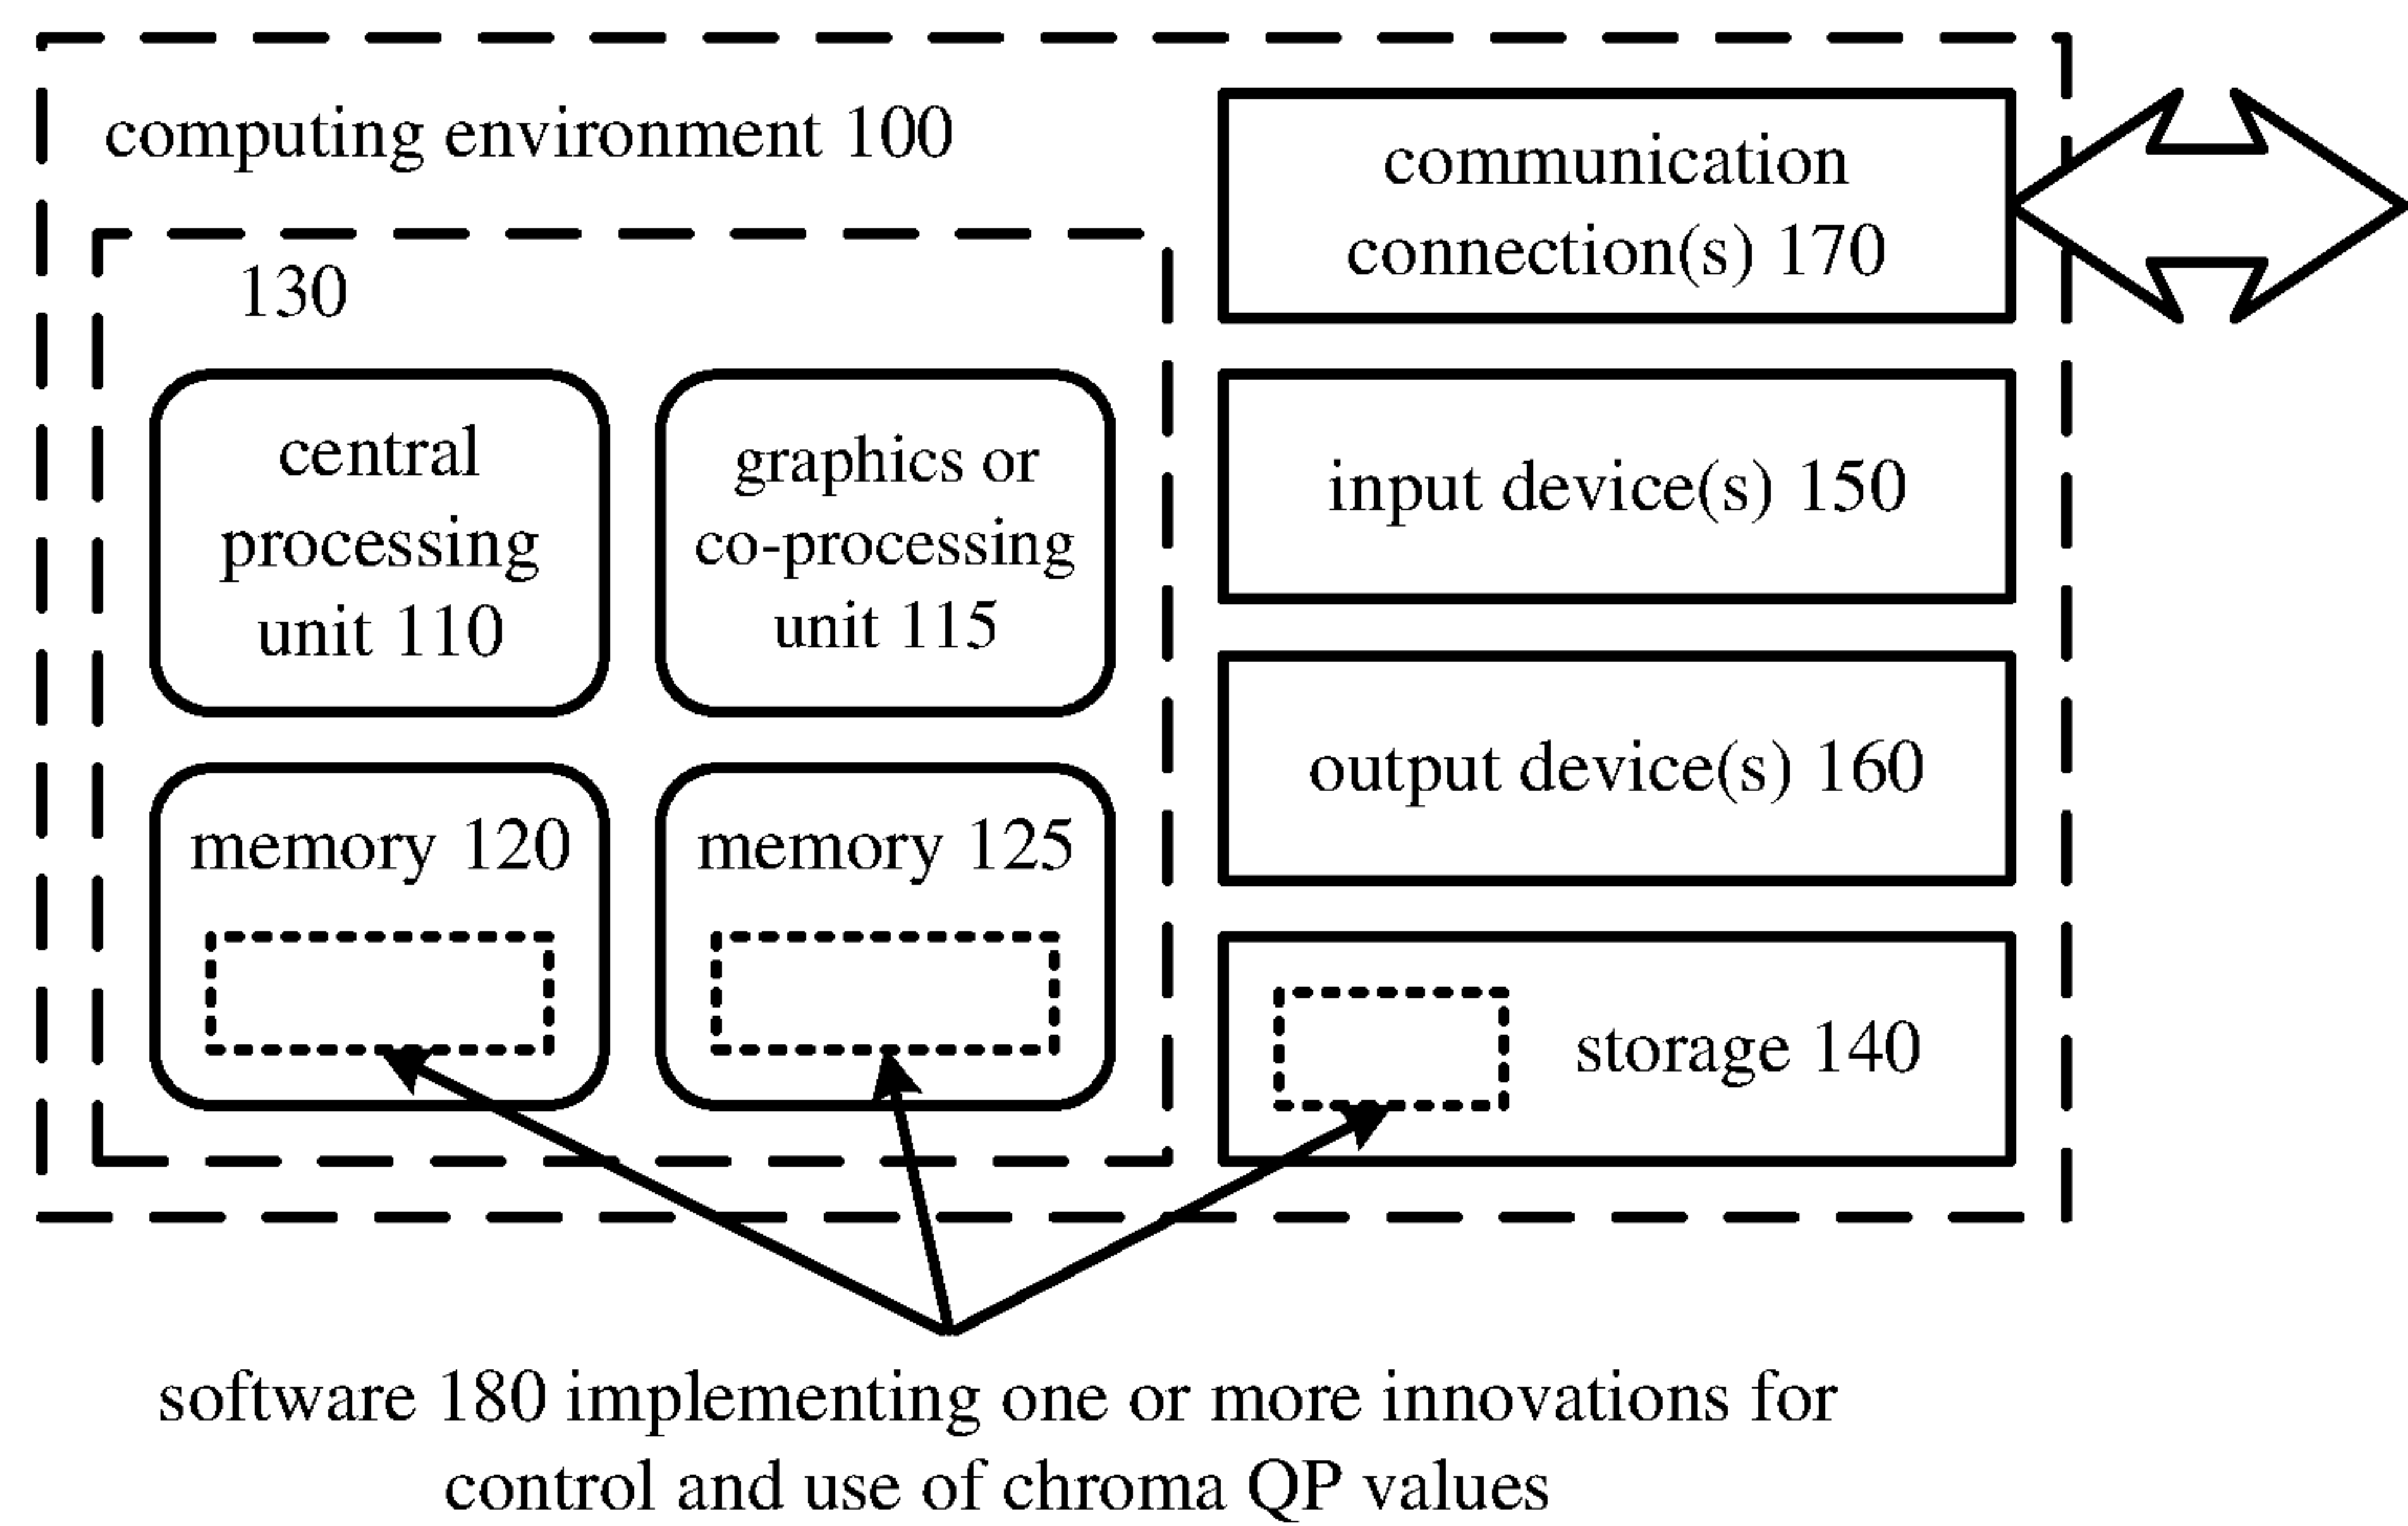 computing environment 100
130
central
processing
unit 110
graphics or
co-processing
unit 115
memory 120
memory 125
communication
connection(s) 170
input device(s) 150
output device(s) 160
storage 140
software 180 implementing one or more innovations for
control and use of chroma QP values